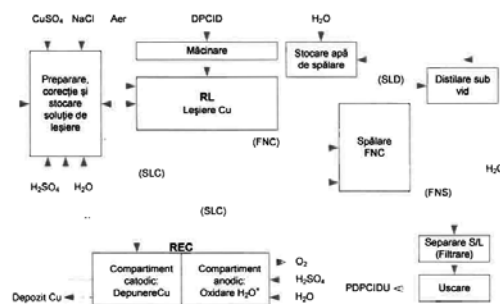 CuSO₄ NaCl Aer DPCID H₂O
Măcinare
Stocare apă
de spălare
Preparare,
corecție și
stocare
soluție de
leșiere
RL
Leșiere Cu
(SLD)
Distilare sub
vid
(FNC)
Spălare
FNC
H₂SO₄ H₂O
(SLC)
(FNS)
(SLC)
REC
Compartiment
catodic:
DepunereCu
Compartiment
anodic:
Oxidare H₂O*
O₂
H₂SO₄
H₂O
Depozit Cu
Separare S/L
(Filtrare)
PDPCIDU
Uscare